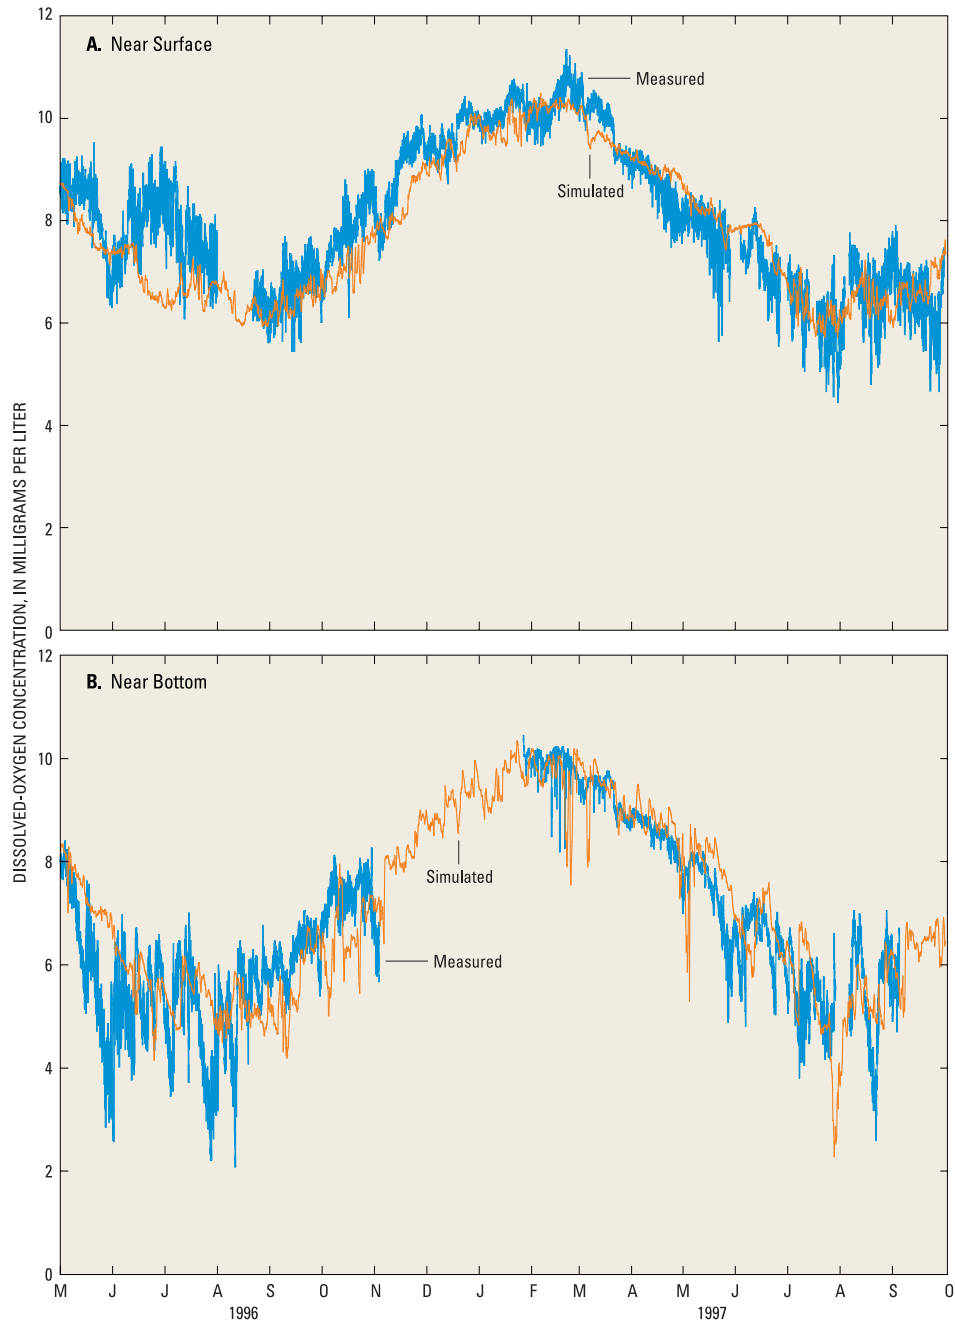 12
A. Near Surface
Measured
10
Simulated
8
6
4
2
0
DISSOLVED-OXYGEN CONCENTRATION, IN MILLIGRAMS PER LITER
12
B. Near Bottom
10
8
Simulated
Measured
6
4
2
0
M J J A S O N D J F M A M J J A S O
1996 1997